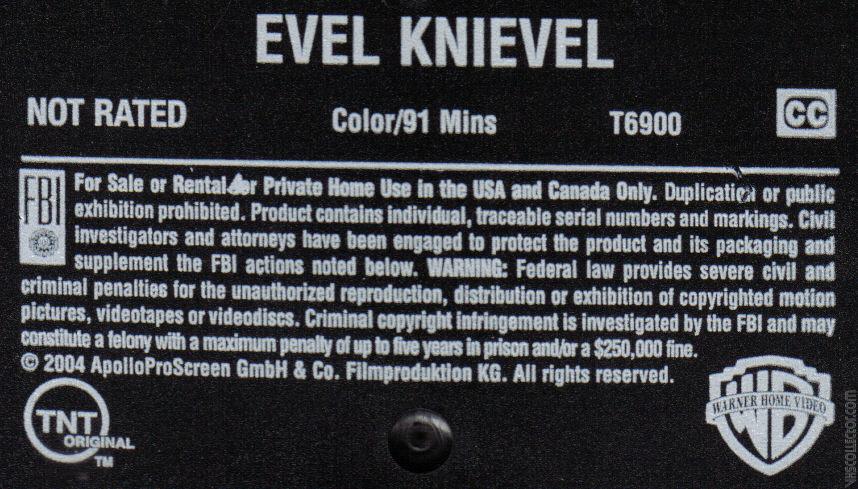 EVEL KNIEVEL
NOT RATED Color/91 Mins T6900 CC
FBI
For Sale or Rental for Private Home Use in the USA and Canada Only. Duplication or public
exhibition prohibited. Product contains individual, traceable serial numbers and markings. Civil
investigators and attorneys have been engaged to protect the product and its packaging and
supplement the FBI actions noted below. WARNING: Federal law provides severe civil and
criminal penalties for the unauthorized reproduction, distribution or exhibition of copyrighted motion
pictures, videotapes or videodiscs. Criminal copyright infringement is investigated by the FBI and may
constitute a felony with a maximum penalty of up to five years in prison and/or a $250,000 fine.
© 2004 ApolloProScreen GmbH & Co. Filmproduktion KG. All rights reserved.
TNT
ORIGINAL
TM
WB
WARNER HOME VIDEO
VHSCOLLECTOR.com